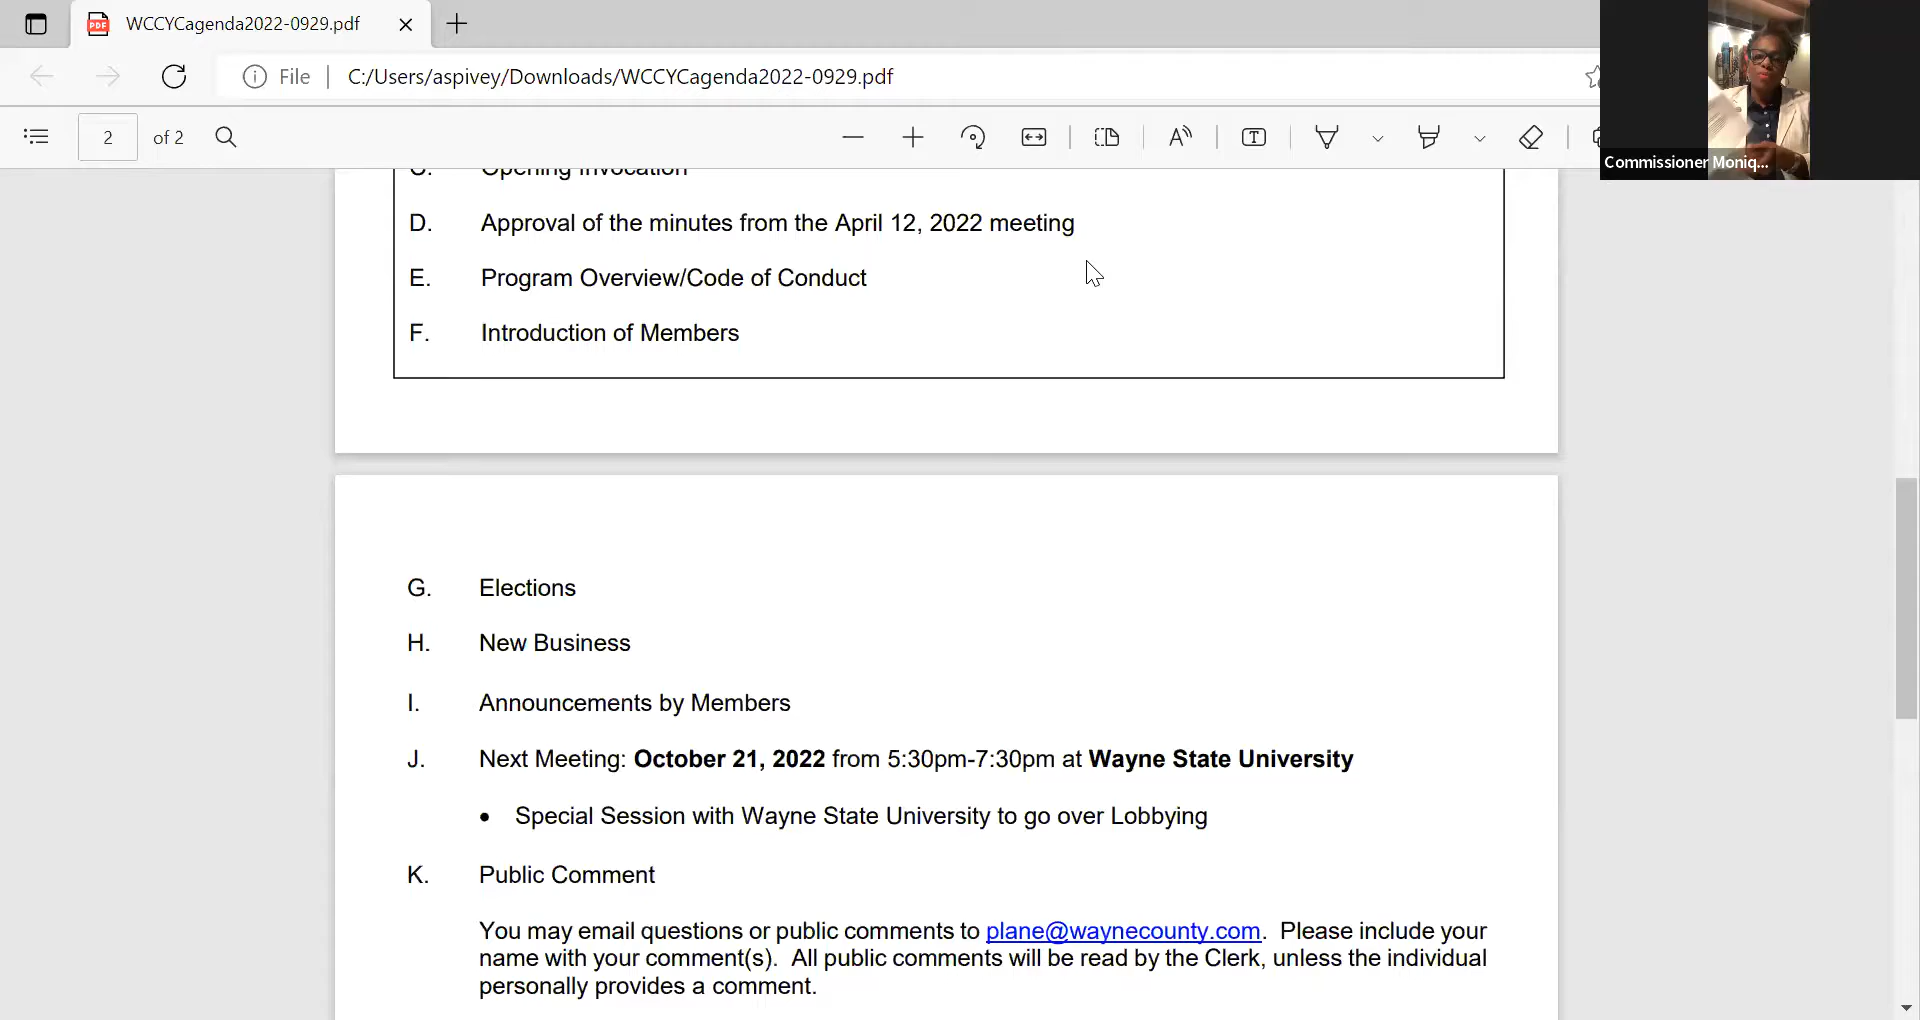 WCCYCagenda2022-0929.pdf
File | C:/Users/aspivey/Downloads/WCCYCagenda2022-0929.pdf
2 of 2
Commissioner Moniq...
C. Opening Invocation
D. Approval of the minutes from the April 12, 2022 meeting
E. Program Overview/Code of Conduct
F. Introduction of Members
G. Elections
H. New Business
I. Announcements by Members
J. Next Meeting: October 21, 2022 from 5:30pm-7:30pm at Wayne State University
• Special Session with Wayne State University to go over Lobbying
K. Public Comment
You may email questions or public comments to plane@waynecounty.com. Please include your
name with your comment(s). All public comments will be read by the Clerk, unless the individual
personally provides a comment.